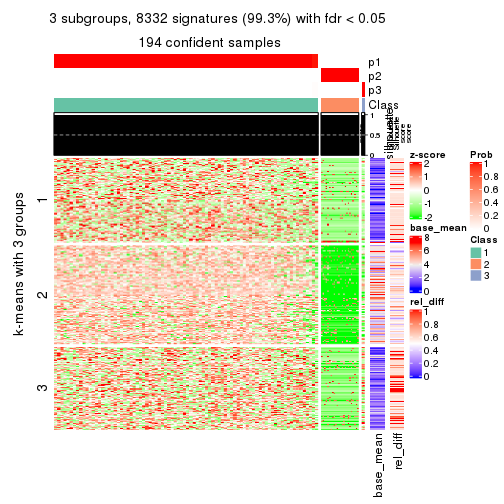 3 subgroups, 8332 signatures (99.3%) with fdr < 0.05
194 confident samples
p1
p2
p3
Class
1
0.5
0
k-means with 3 groups
1
2
3
base_mean
rel_diff
z-score
2
1
0
-1
-2
base_mean
8
6
4
2
0
rel_diff
1
0.8
0.6
0.4
0.2
0
Prob
1
0.8
0.6
0.4
0.2
0
Class
1
2
3